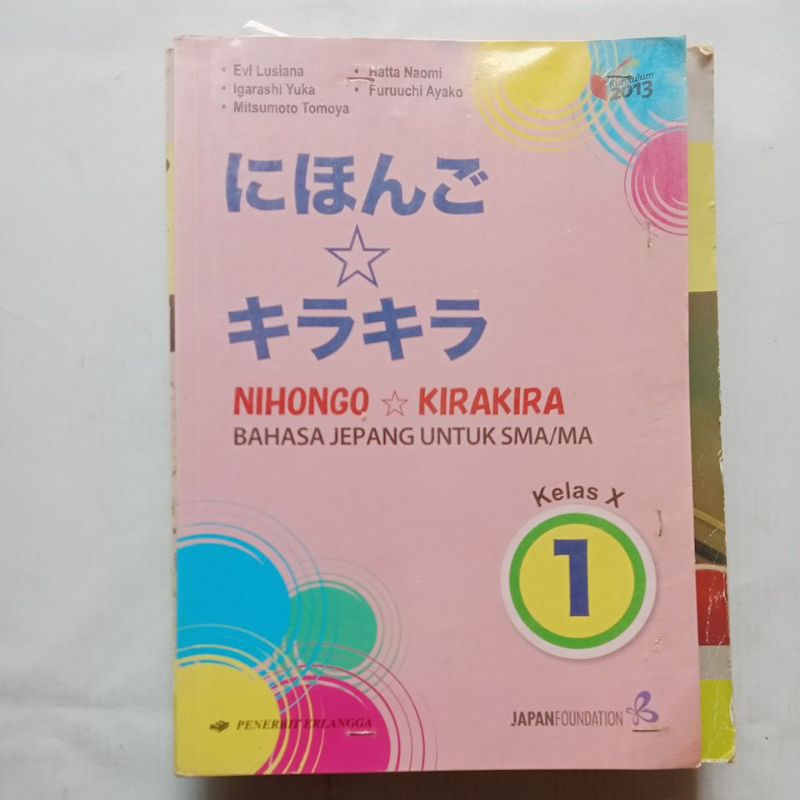 • Evi Lusiana • Hatta Naomi
• Igarashi Yuka • Furuuchi Ayako
• Mitsumoto Tomoya
Kurikulum
2013
にほんご
☆
キラキラ
NIHONGO ☆ KIRAKIRA
BAHASA JEPANG UNTUK SMA/MA
Kelas X
1
PENERBIT ERLANGGA
JAPANFOUNDATION